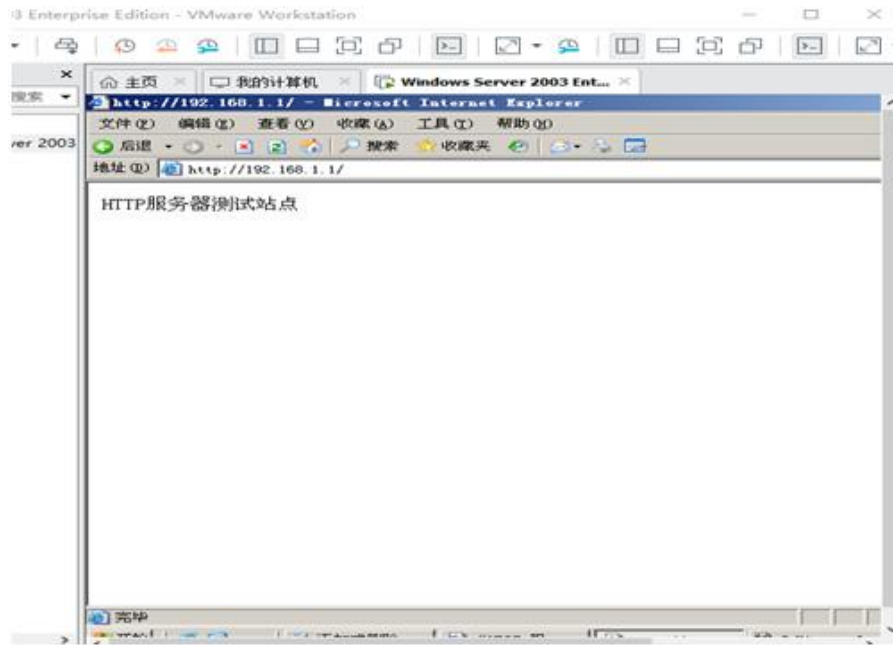 3 Enterprise Edition - VMware Workstation
搜索
主页
我的计算机
Windows Server 2003 Ent...
http://192.168.1.1/ - Microsoft Internet Explorer
文件(F) 编辑(E) 查看(V) 收藏(A) 工具(T) 帮助(H)
ver 2003
后退 搜索 收藏夹
地址(D) http://192.168.1.1/
HTTP服务器测试站点
完毕
开始